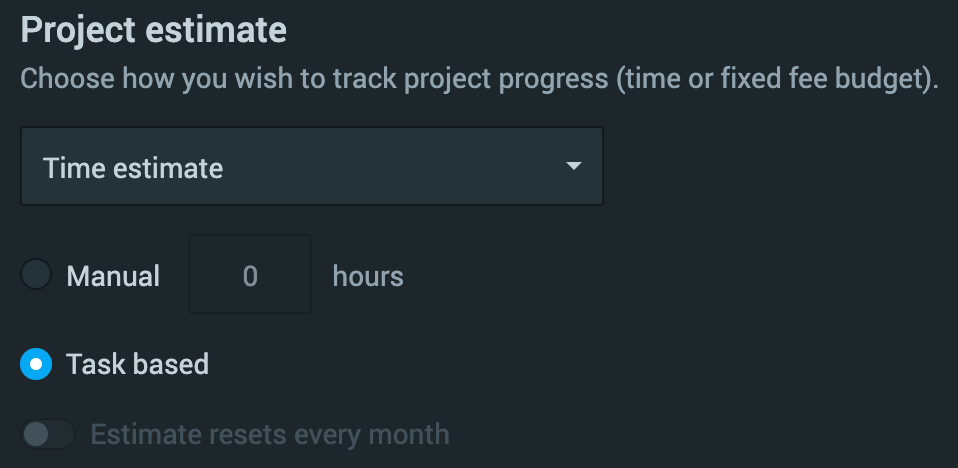 Project estimate
Choose how you wish to track project progress (time or fixed fee budget).
Time estimate
Manual 0 hours
Task based
Estimate resets every month